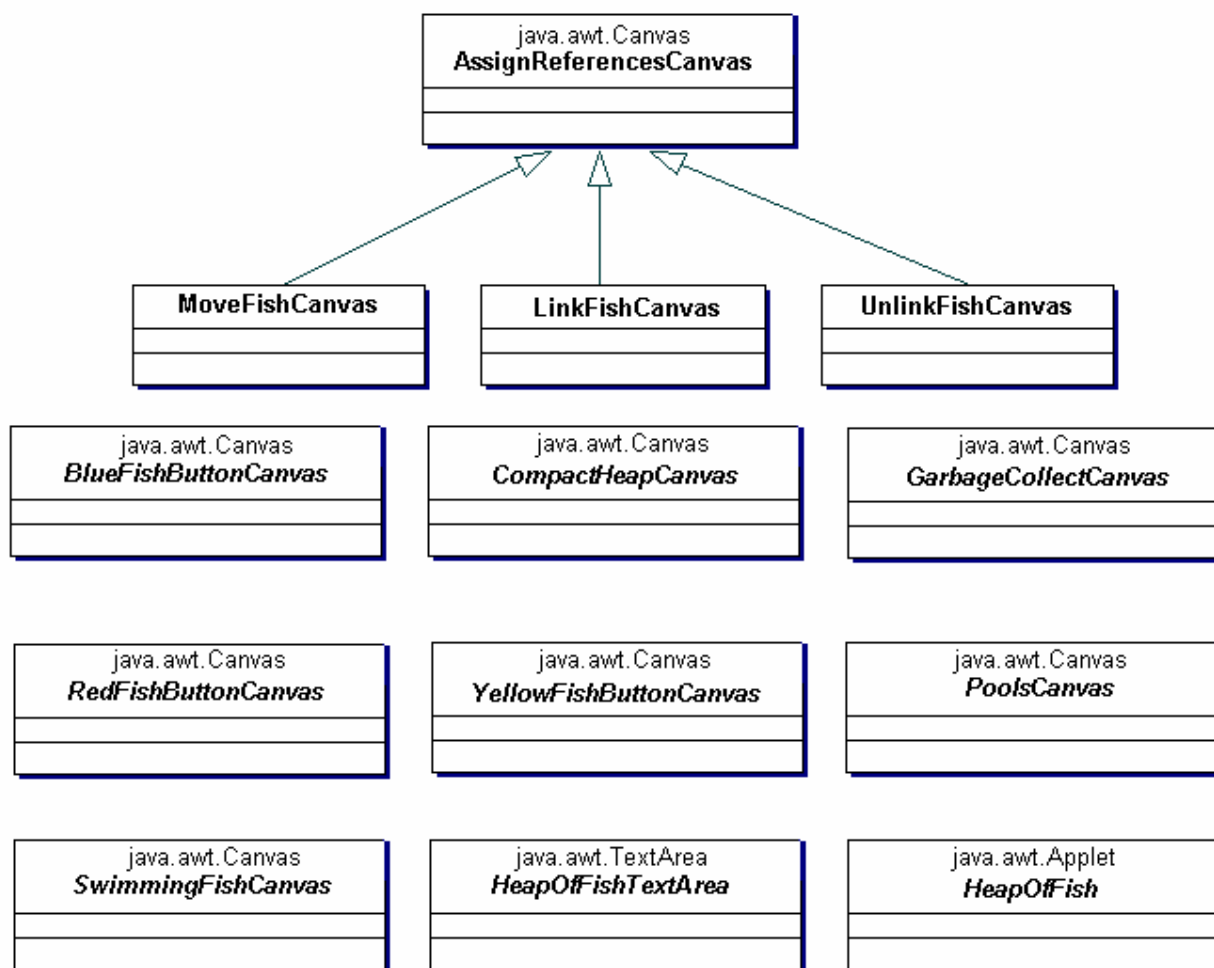 java.awt.Canvas
AssignReferencesCanvas
MoveFishCanvas
LinkFishCanvas
UnlinkFishCanvas
java.awt.Canvas
BlueFishButtonCanvas
java.awt.Canvas
CompactHeapCanvas
java.awt.Canvas
GarbageCollectCanvas
java.awt.Canvas
RedFishButtonCanvas
java.awt.Canvas
YellowFishButtonCanvas
java.awt.Canvas
PoolsCanvas
java.awt.Canvas
SwimmingFishCanvas
java.awt.TextArea
HeapOfFishTextArea
java.awt.Applet
HeapOfFish